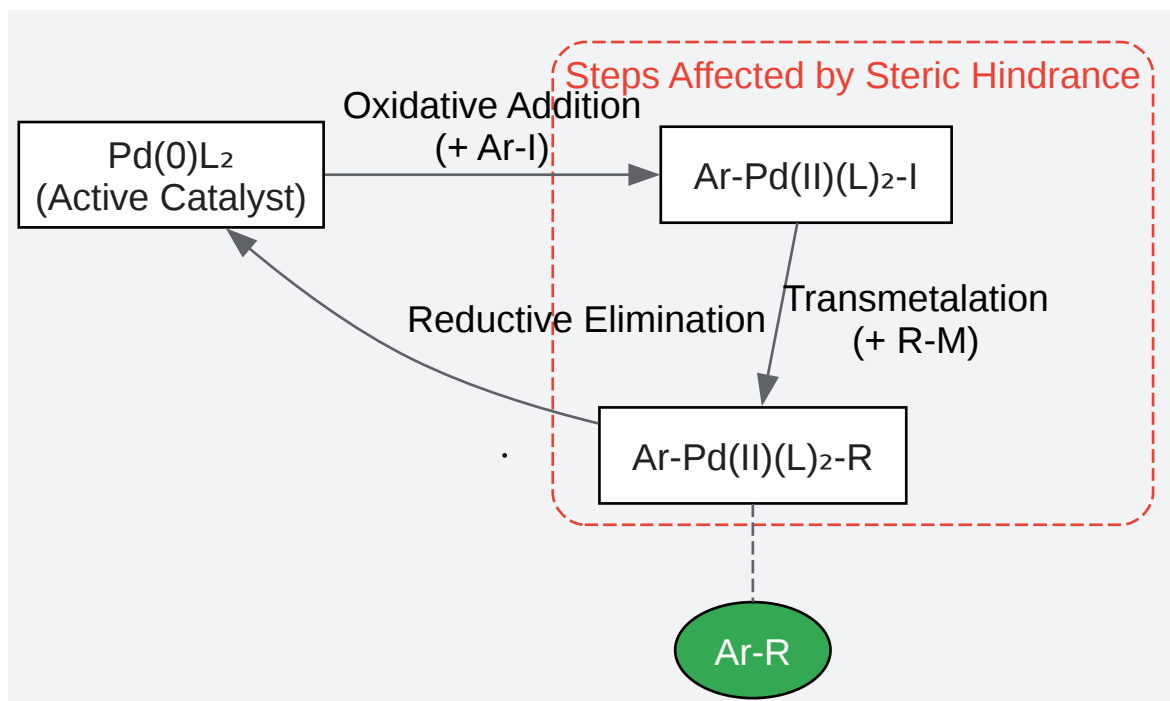 Steps Affected by Steric Hindrance
Oxidative Addition
(+ Ar-I)
Pd(0)L₂
(Active Catalyst)
Ar-Pd(II)(L)₂-I
Transmetalation
(+ R-M)
Reductive Elimination
Ar-Pd(II)(L)₂-R
Ar-R